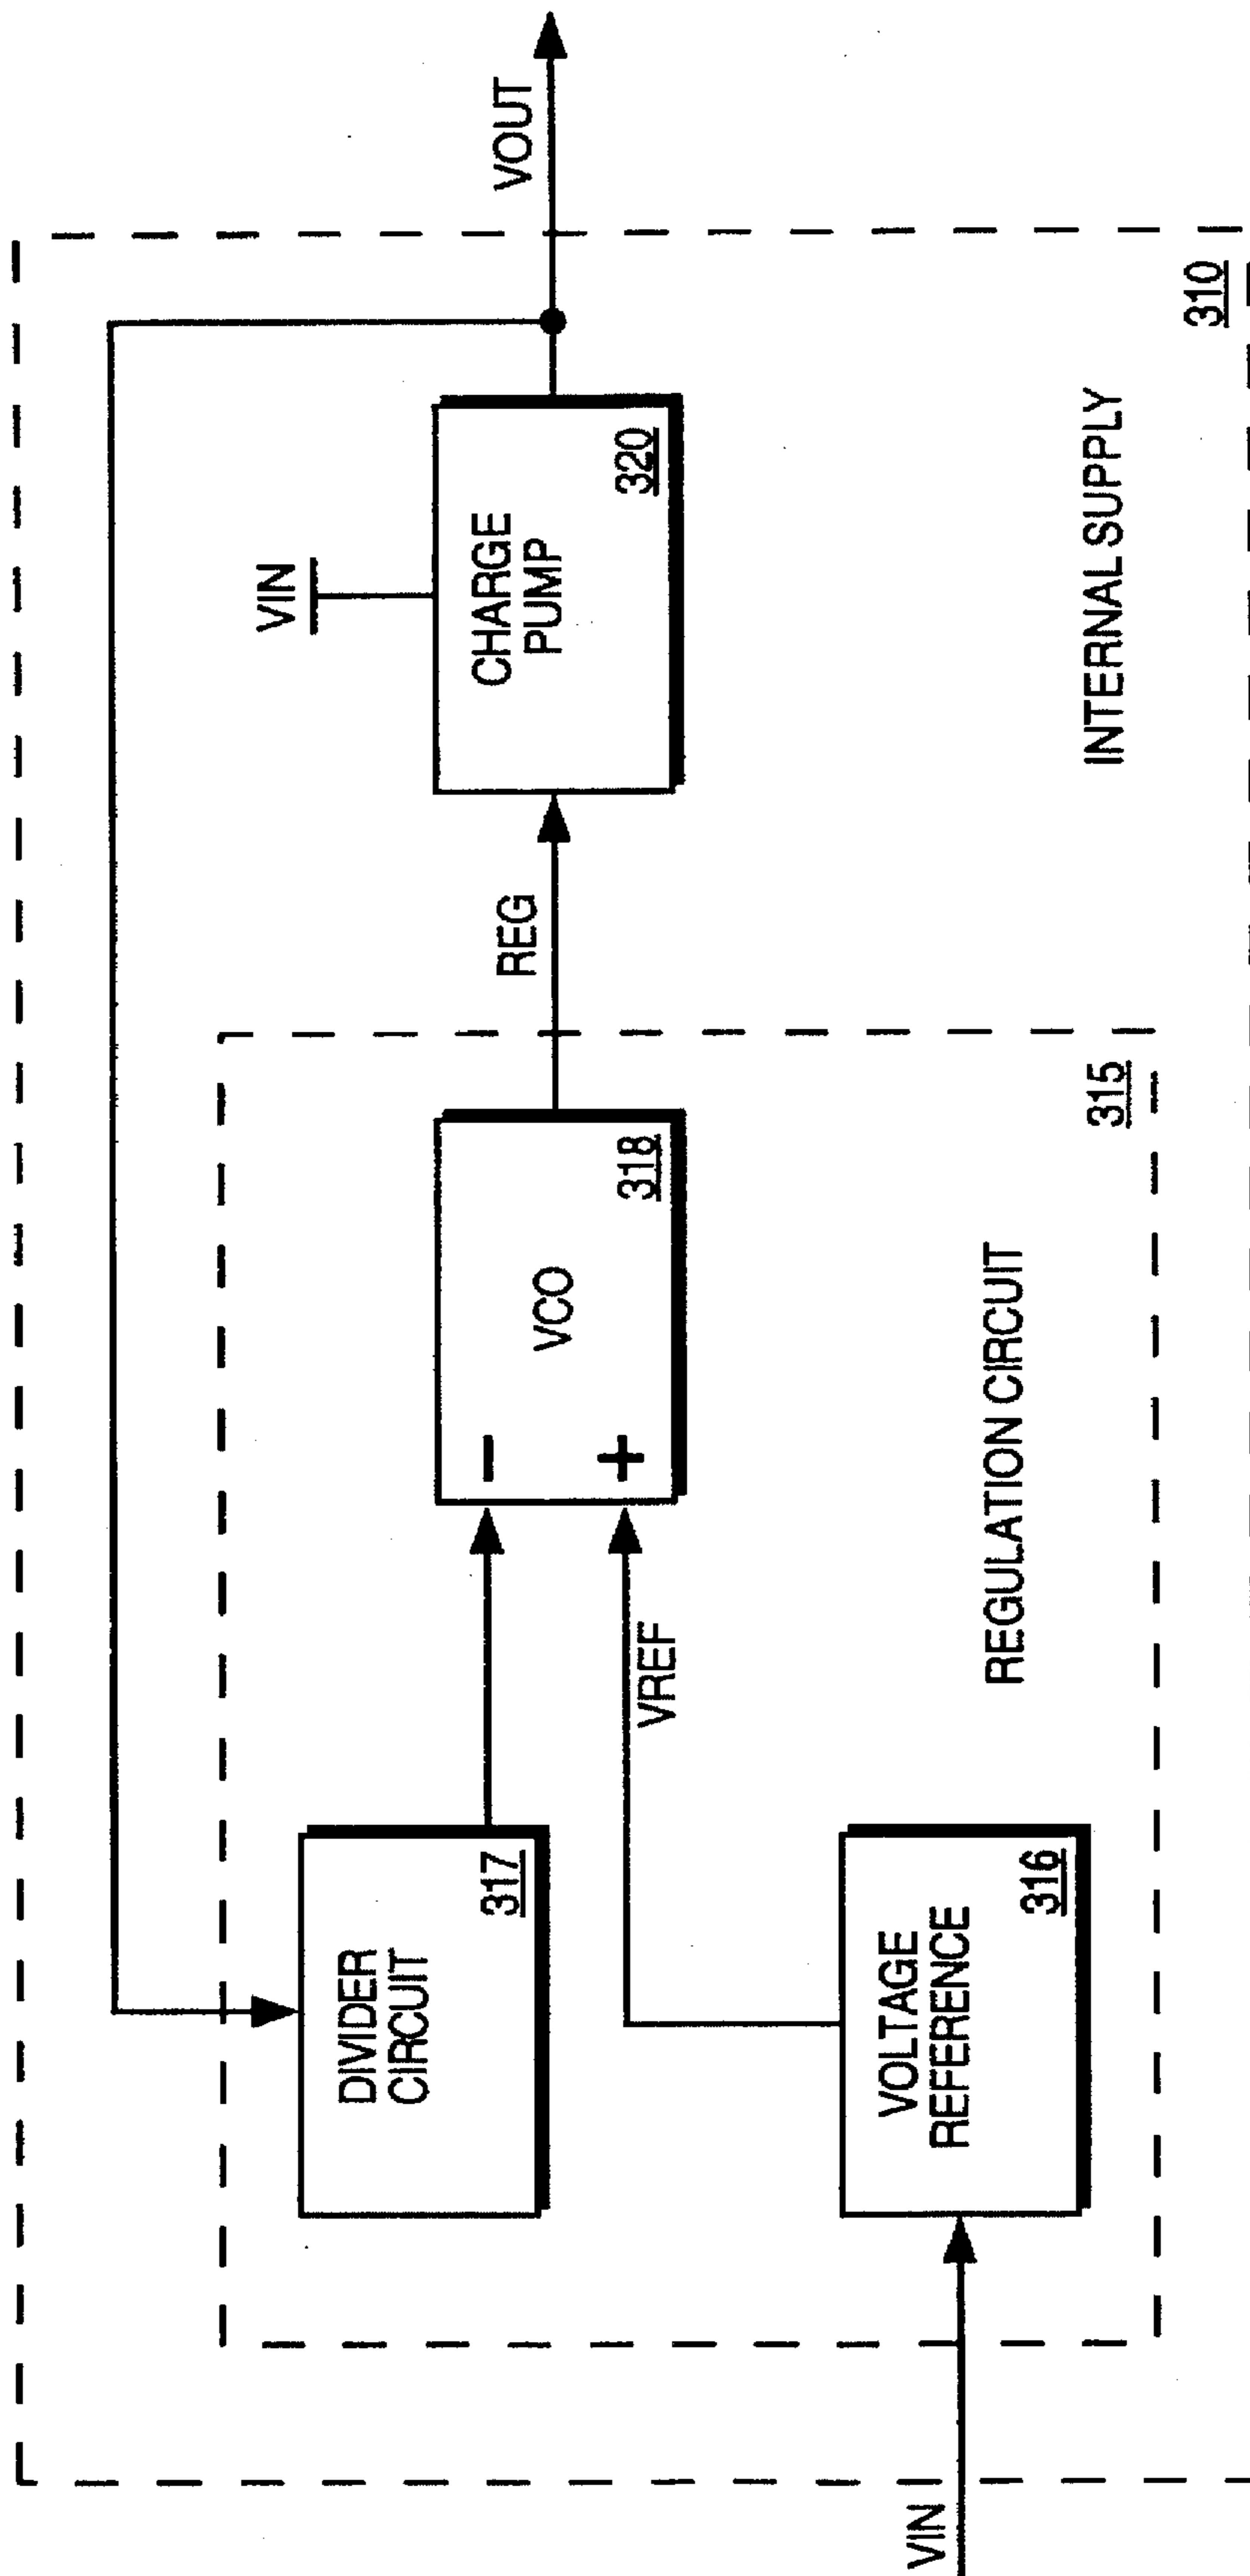 VOUT
VIN
CHARGE
PUMP
320
310
INTERNAL SUPPLY
REG
VCO
318
-
+
315
REGULATION CIRCUIT
VREF
DIVIDER
CIRCUIT
317
VOLTAGE
REFERENCE
316
VIN